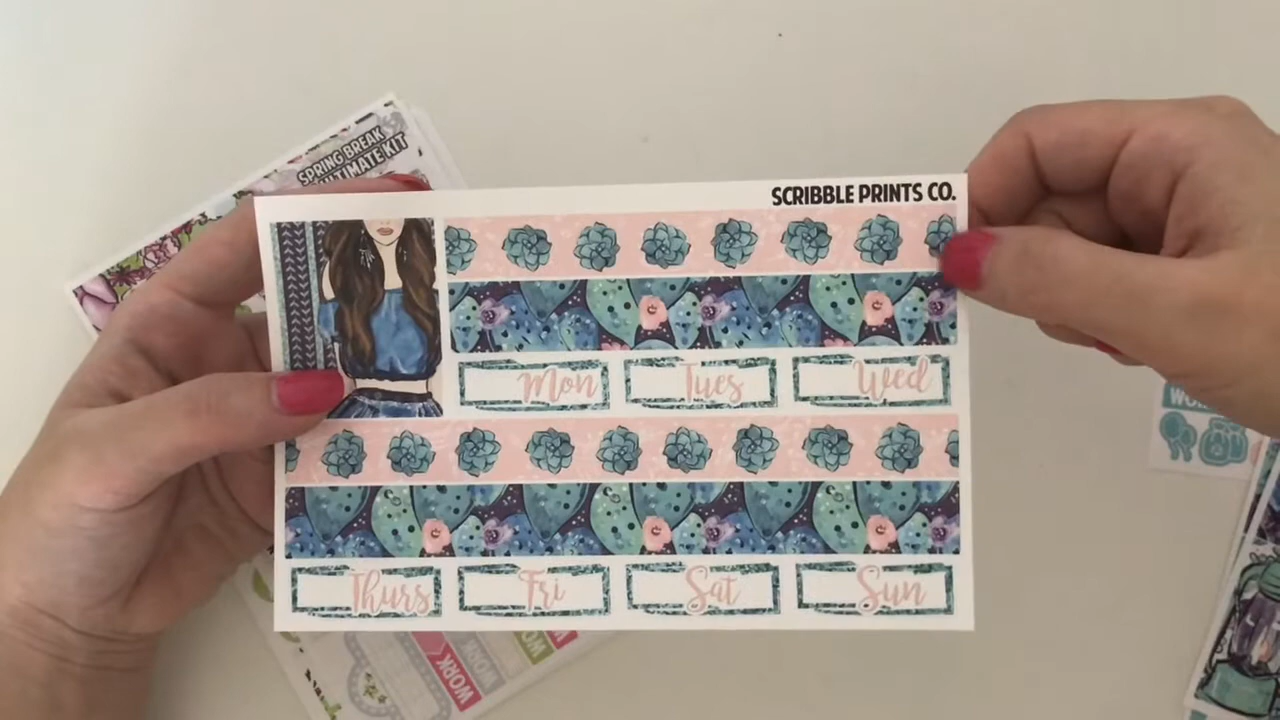 SPRING BREAK
ULTIMATE KIT
SCRIBBLE PRINTS CO.
Mon Tues Wed
Thurs Fri Sat Sun
WORK
WORK